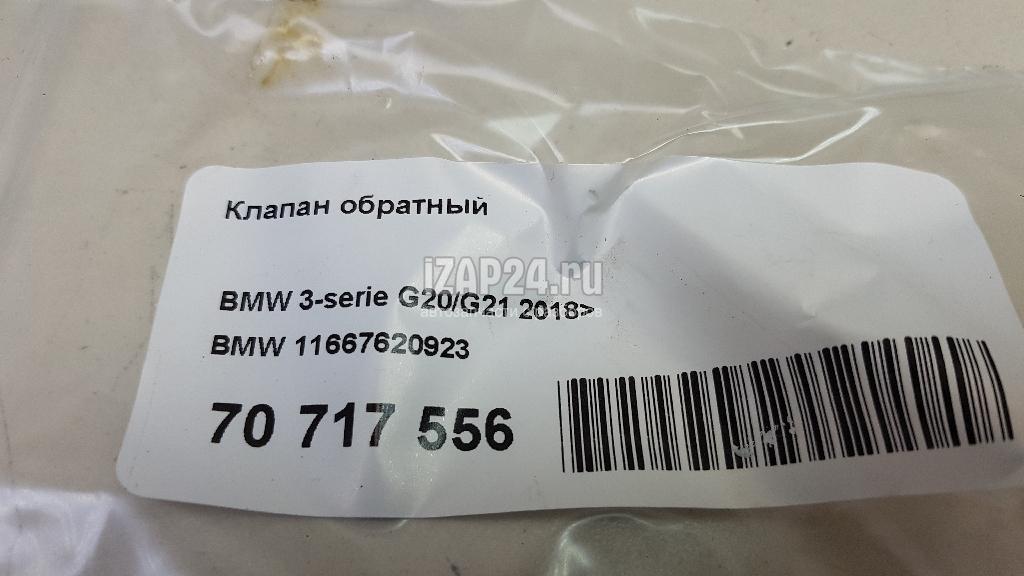 Клапан обратный
iZAP24.ru
BMW 3-serie G20/G21 2018>
BMW 11667620923
70 717 556